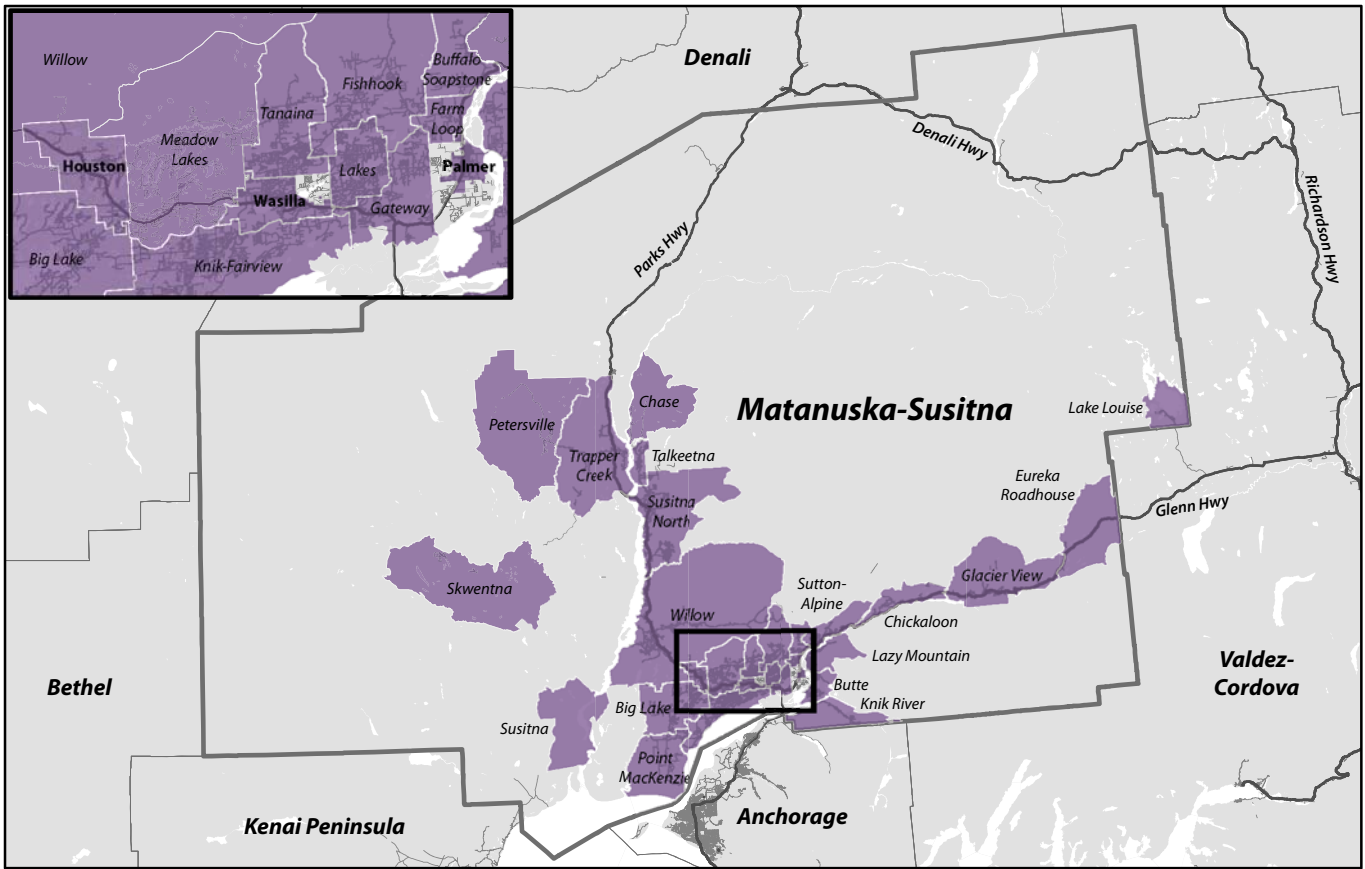 Willow
Fishhook
Buffalo
Soapstone
Tanaina
Farm
Loop
Meadow
Lakes
Houston
Lakes
Palmer
Wasilla
Gateway
Big Lake
Knik-Fairview
Denali
Denali Hwy
Parks Hwy
Richardson Hwy
Matanuska-Susitna
Chase
Petersville
Lake Louise
Trapper
Creek
Talkeetna
Eureka
Roadhouse
Susitna
North
Glenn Hwy
Skwentna
Glacier View
Sutton-
Alpine
Willow
Chickaloon
Lazy Mountain
Bethel
Butte
Valdez-
Cordova
Knik River
Big Lake
Susitna
Point
MacKenzie
Kenai Peninsula
Anchorage